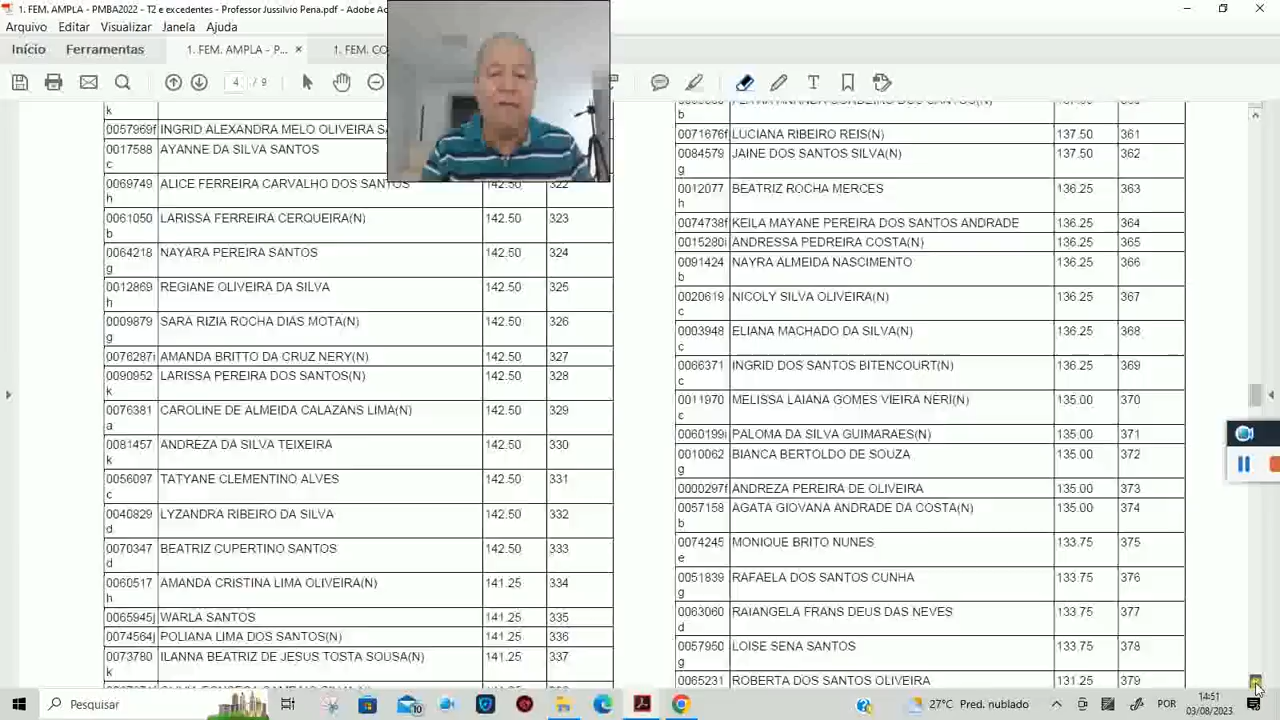 1. FEM. AMPLA - PMBA2022 - T2 e excedentes - Professor Jussilvio Pena.pdf - Adobe Ac
Arquivo Editar Visualizar Janela Ajuda
Início Ferramentas 1. FEM. AMPLA - P... × 1. FEM. CO
4 / 9
k
0057969f INGRID ALEXANDRA MELO OLIVEIRA
0017588 AYANNE DA SILVA SANTOS
c
0069749 ALICE FERREIRA CARVALHO DOS SANTOS 142.50 322
h
0061050 LARISSA FERREIRA CERQUEIRA(N) 142.50 323
b
0064218 NAYARA PEREIRA SANTOS 142.50 324
g
0012869 REGIANE OLIVEIRA DA SILVA 142.50 325
h
0009879 SARA RIZIA ROCHA DIAS MOTA(N) 142.50 326
g
0076287i AMANDA BRITTO DA CRUZ NERY(N) 142.50 327
0090952 LARISSA PEREIRA DOS SANTOS(N) 142.50 328
k
0076381 CAROLINE DE ALMEIDA CALAZANS LIMA(N) 142.50 329
a
0081457 ANDREZA DA SILVA TEIXEIRA 142.50 330
k
0056097 TATYANE CLEMENTINO ALVES 142.50 331
c
0040829 LYZANDRA RIBEIRO DA SILVA 142.50 332
d
0070347 BEATRIZ CUPERTINO SANTOS 142.50 333
d
0060517 AMANDA CRISTINA LIMA OLIVEIRA(N) 141.25 334
h
0065945j WARLA SANTOS 141.25 335
0074564j POLIANA LIMA DOS SANTOS(N) 141.25 336
0073780 ILANNA BEATRIZ DE JESUS TOSTA SOUSA(N) 141.25 337
k
b
0071676f LUCIANA RIBEIRO REIS(N) 137.50 361
0084579 JAINE DOS SANTOS SILVA(N) 137.50 362
g
0012077 BEATRIZ ROCHA MERCES 136.25 363
h
0074738f KEILA MAYANE PEREIRA DOS SANTOS ANDRADE 136.25 364
0015280i ANDRESSA PEDREIRA COSTA(N) 136.25 365
0091424 NAYRA ALMEIDA NASCIMENTO 136.25 366
b
0020619 NICOLY SILVA OLIVEIRA(N) 136.25 367
c
0003948 ELIANA MACHADO DA SILVA(N) 136.25 368
c
0066371 INGRID DOS SANTOS BITENCOURT(N) 136.25 369
c
0011970 MELISSA LAIANA GOMES VIEIRA NERI(N) 135.00 370
c
0060199i PALOMA DA SILVA GUIMARAES(N) 135.00 371
0010062 BIANCA BERTOLDO DE SOUZA 135.00 372
g
0000297f ANDREZA PEREIRA DE OLIVEIRA 135.00 373
0057158 AGATA GIOVANA ANDRADE DA COSTA(N) 135.00 374
b
0074245 MONIQUE BRITO NUNES 133.75 375
e
0051839 RAFAELA DOS SANTOS CUNHA 133.75 376
g
0063060 RAIANGELA FRANS DEUS DAS NEVES 133.75 377
d
0057950 LOISE SENA SANTOS 133.75 378
g
0065231 ROBERTA DOS SANTOS OLIVEIRA 131.25 379
Pesquisar 10 27°C Pred. nublado POR 14:51
03/08/2023